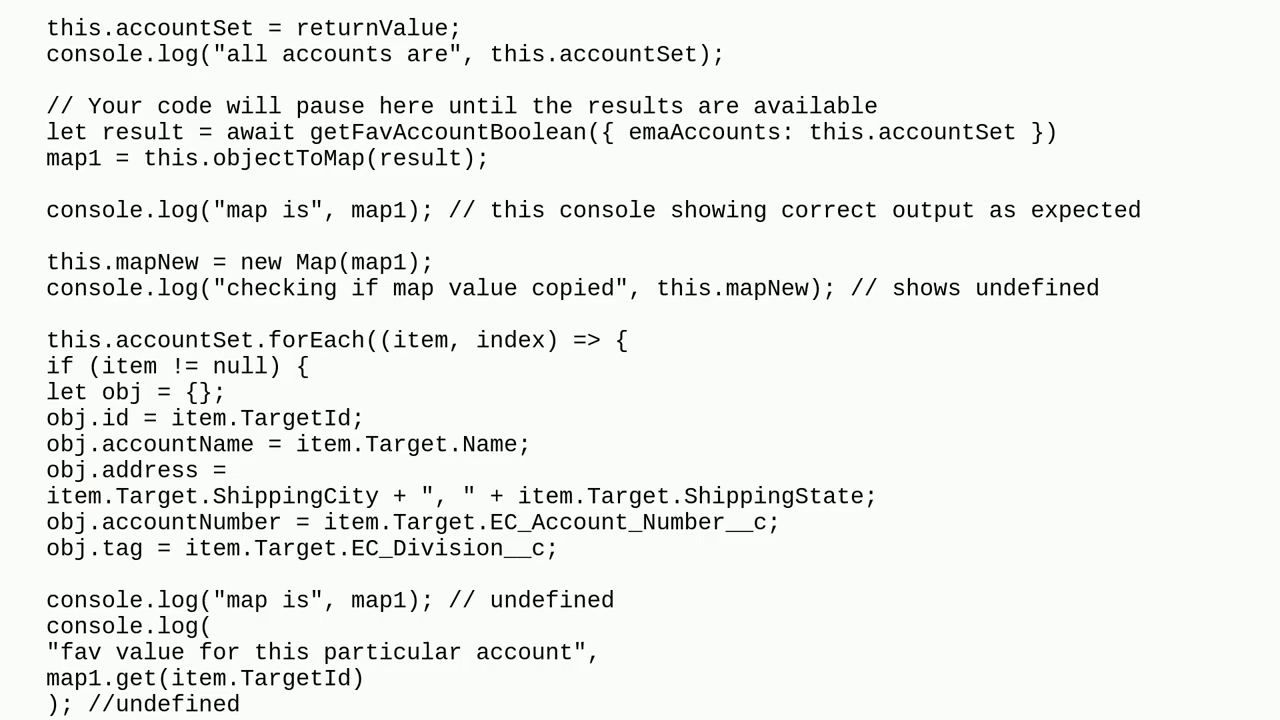 this.accountSet = returnValue;
console.log("all accounts are", this.accountSet);
// Your code will pause here until the results are available
let result = await getFavAccountBoolean({ emaAccounts: this.accountSet })
map1 = this.objectToMap(result);
console.log("map is", map1); // this console showing correct output as expected
this.mapNew = new Map(map1);
console.log("checking if map value copied", this.mapNew); // shows undefined
this.accountSet.forEach((item, index) => {
if (item != null) {
let obj = {};
obj.id = item.TargetId;
obj.accountName = item.Target.Name;
obj.address =
item.Target.ShippingCity + ", " + item.Target.ShippingState;
obj.accountNumber = item.Target.EC_Account_Number__c;
obj.tag = item.Target.EC_Division__c;
console.log("map is", map1); // undefined
console.log(
"fav value for this particular account",
map1.get(item.TargetId)
); //undefined